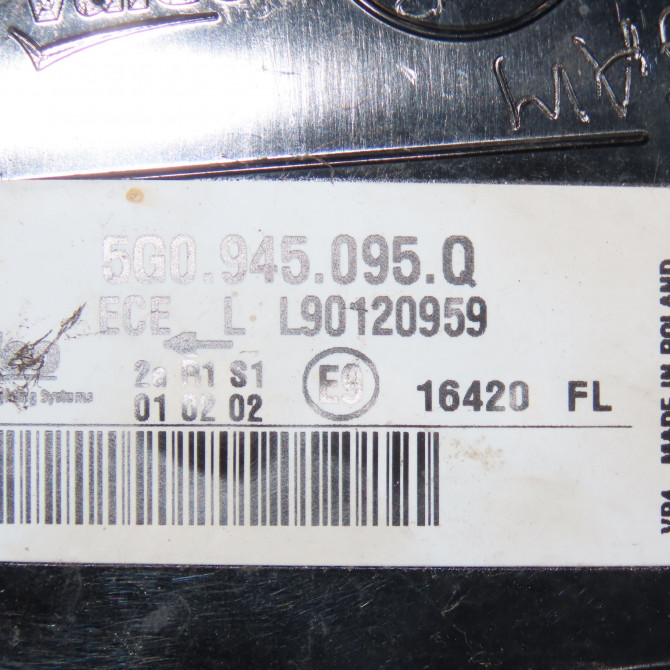 5G0.945.095.Q
ECE L L90120959
2a R1 S1 E9 16420 FL
01 02 02
MADE IN POLAND